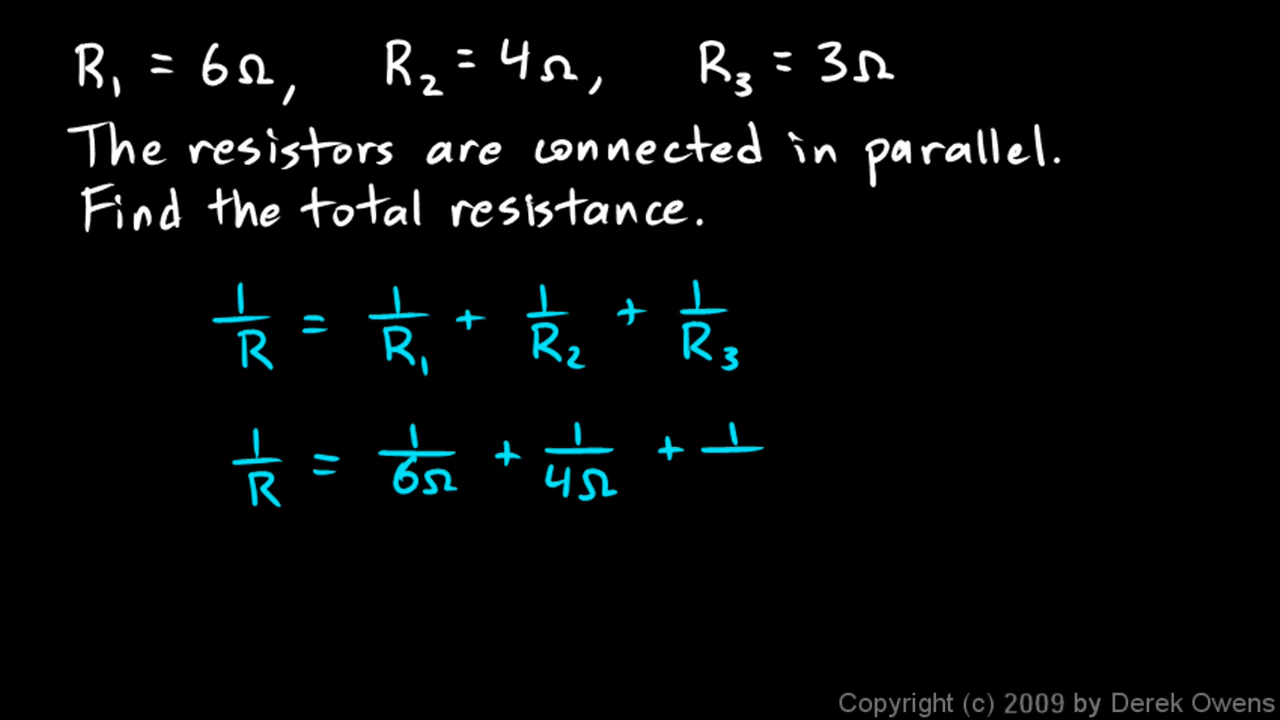 R₁ = 6Ω, R₂ = 4Ω, R₃ = 3Ω
The resistors are connected in parallel.
Find the total resistance.
1/R = 1/R₁ + 1/R₂ + 1/R₃
1/R = 1/6Ω + 1/4Ω + 1/
Copyright (c) 2009 by Derek Owens